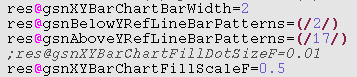 res@gsnXYBarChartBarWidth=2
res@gsnBelowYRefLineBarPatterns=(/2/)
res@gsnAboveYRefLineBarPatterns=(/17/)
;res@gsnXYBarChartFillDotSizeF=0.01
res@gsnXYBarChartFillScaleF=0.5